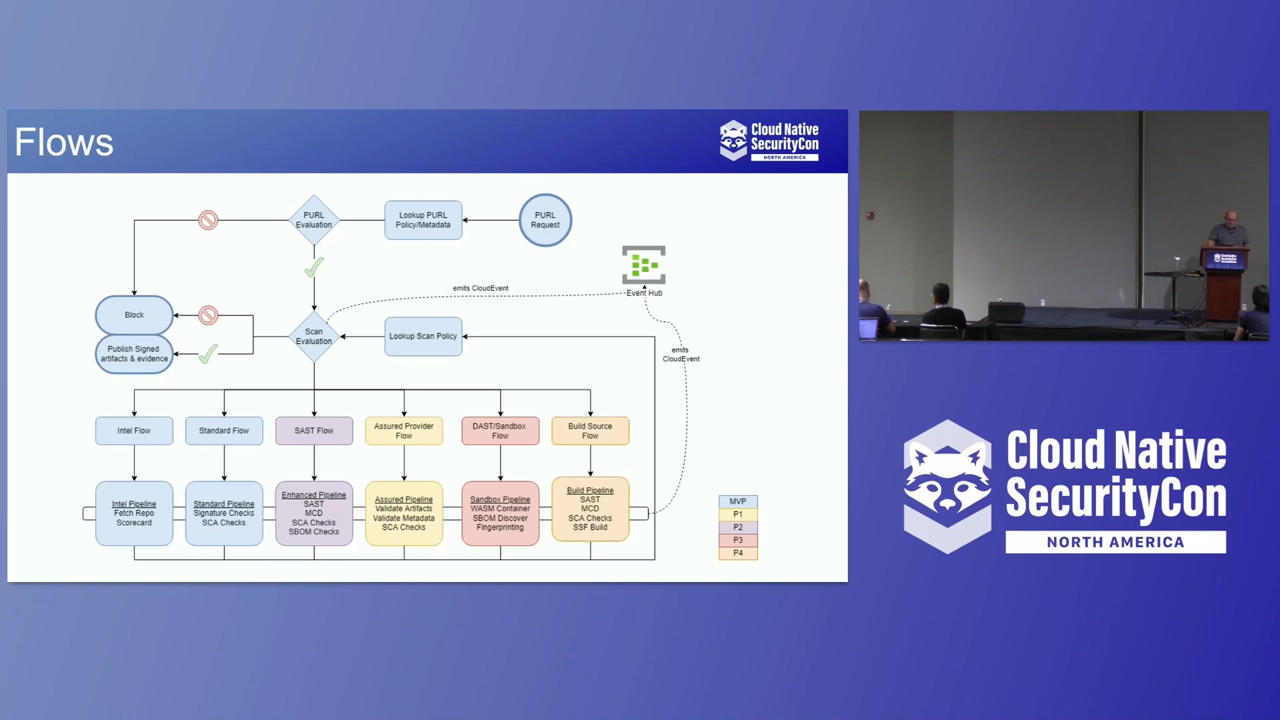 Flows
Cloud Native
SecurityCon
NORTH AMERICA
PURL
Evaluation
Lookup PURL
Policy/Metadata
PURL
Request
emits CloudEvent
Event Hub
Block
Publish Signed
artifacts & evidence
Scan
Evaluation
Lookup Scan Policy
emits
CloudEvent
Intel Flow
Standard Flow
SAST Flow
Assured Provider
Flow
DAST/Sandbox
Flow
Build Source
Flow
Intel Pipeline
Fetch Repo
Scorecard
Standard Pipeline
Signature Checks
SCA Checks
Enhanced Pipeline
SAST
MCD
SCA Checks
SBOM Checks
Assured Pipeline
Validate Artifacts
Validate Metadata
SCA Checks
Sandbox Pipeline
WASM Container
SBOM Discover
Fingerprinting
Build Pipeline
SAST
MCD
SCA Checks
SSF Build
MVP
P1
P2
P3
P4
Cloud Native
SecurityCon
NORTH AMERICA